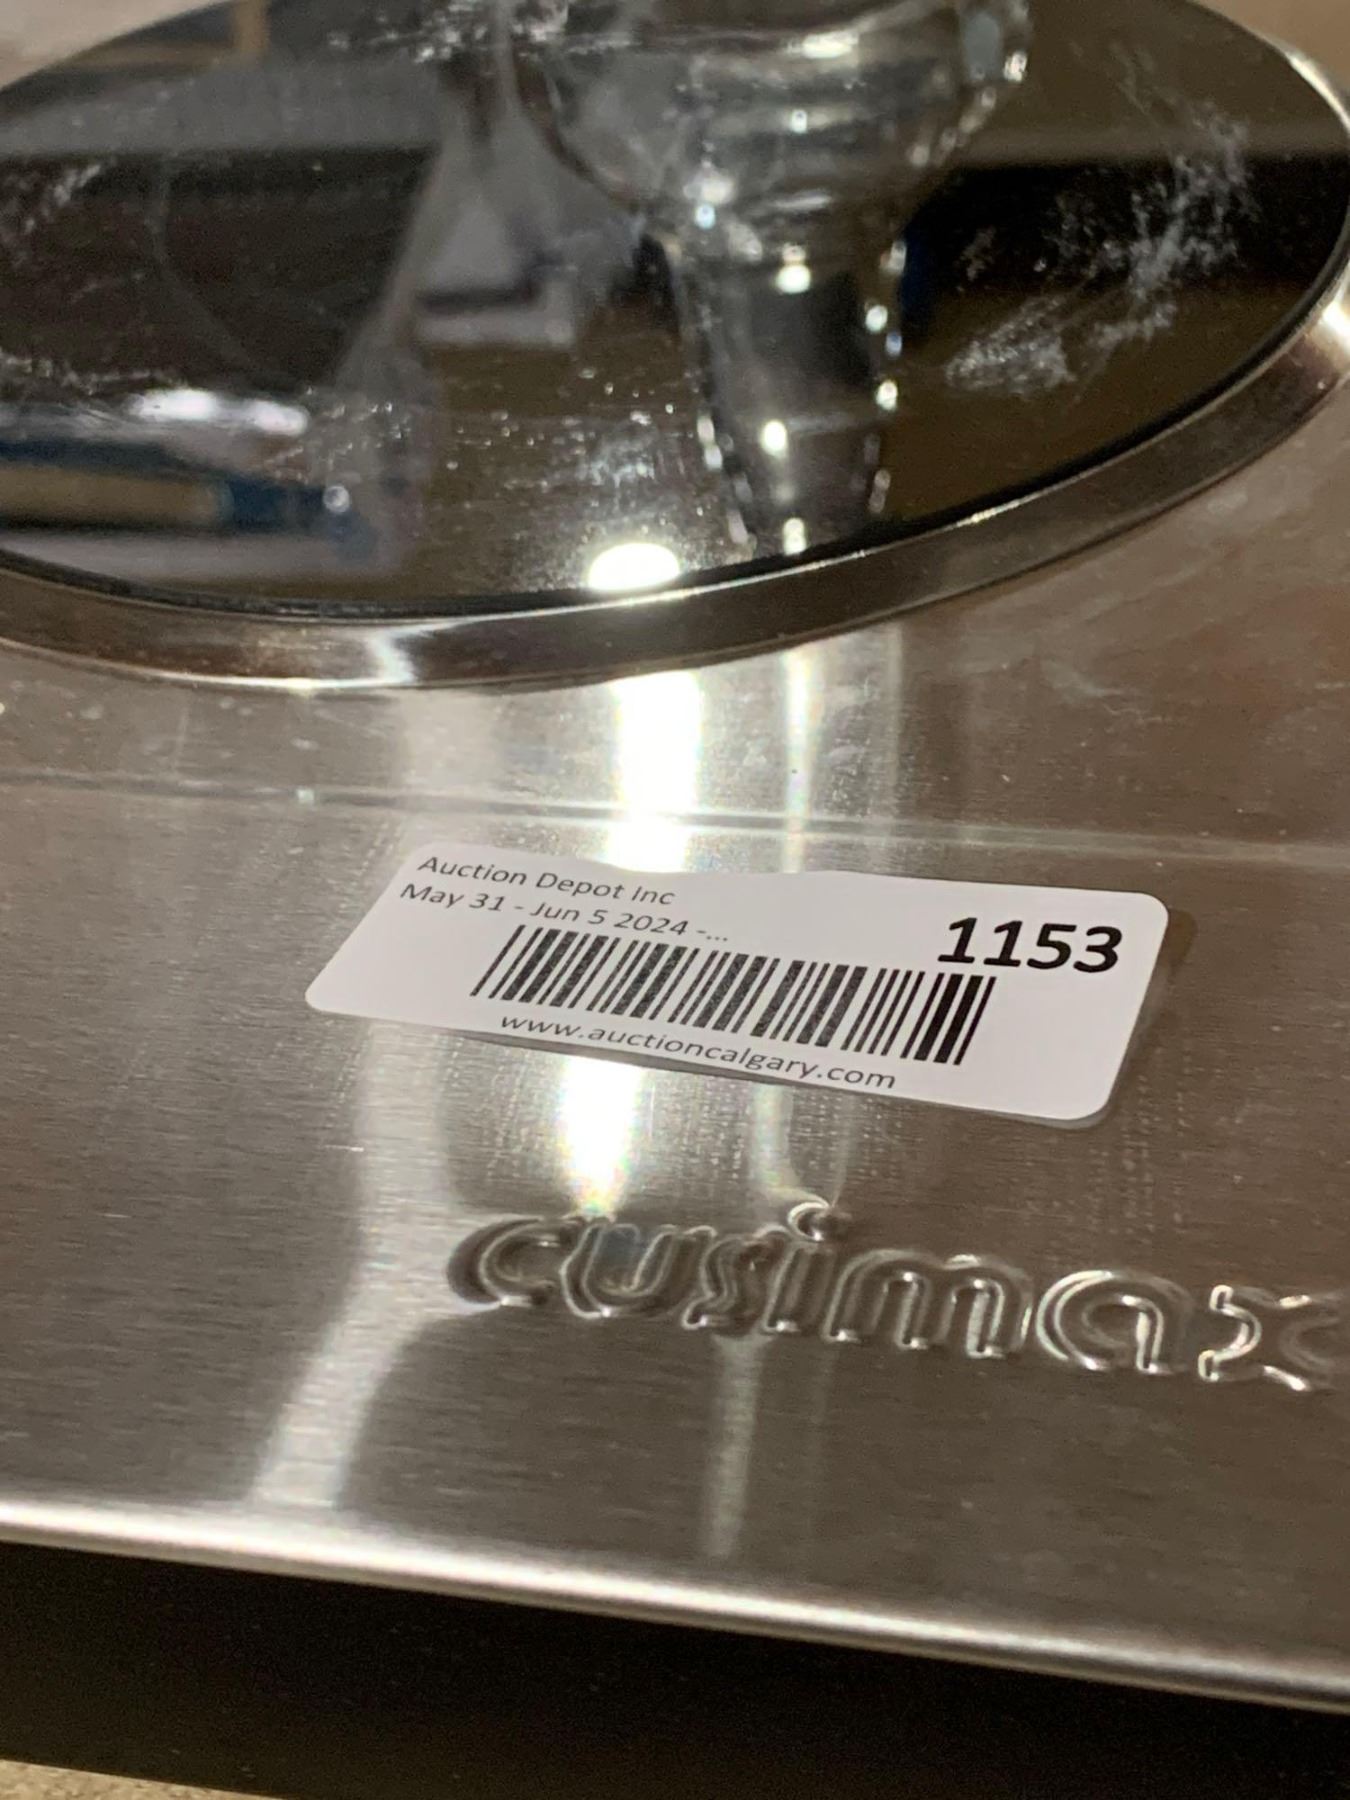 Auction Depot Inc
May 31 - Jun 5 2024 -...
1153
www.auctioncalgary.com
cusimax